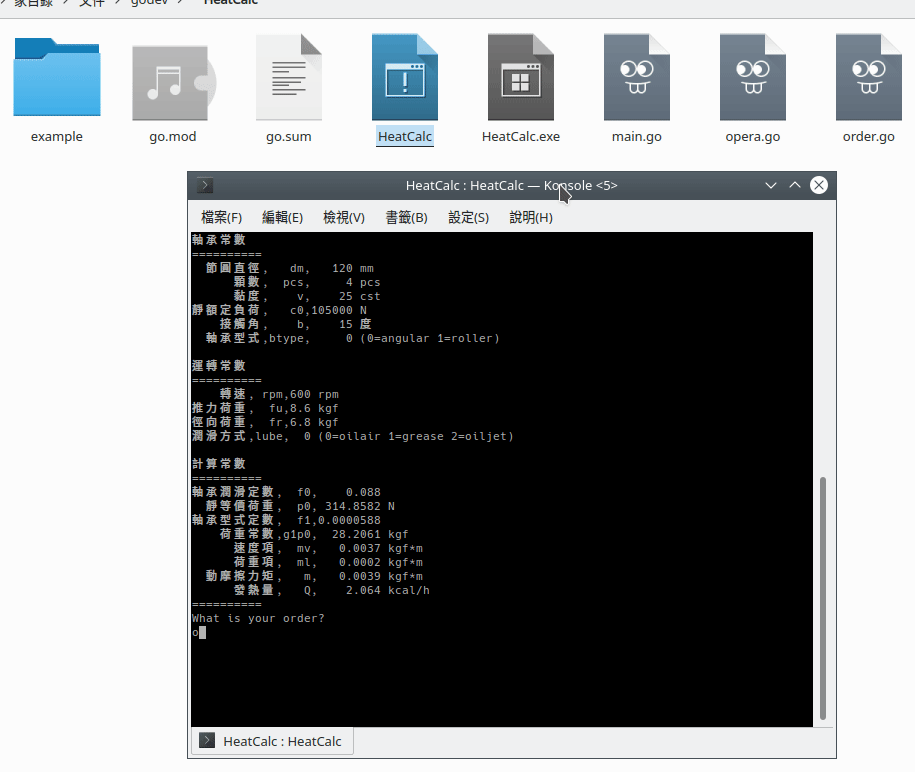 家目錄 > 文件 > godev > HeatCalc
example go.mod go.sum HeatCalc HeatCalc.exe main.go opera.go order.go
HeatCalc : HeatCalc — Konsole <5>
檔案(F) 編輯(E) 檢視(V) 書籤(B) 設定(S) 說明(H)
軸承常數
==========
節圓直徑, dm, 120 mm
顆數, pcs, 4 pcs
黏度, v, 25 cst
靜額定負荷, c0,105000 N
接觸角, b, 15 度
軸承型式,btype, 0 (0=angular 1=roller)
運轉常數
==========
轉速, rpm,600 rpm
推力荷重, fu,8.6 kgf
徑向荷重, fr,6.8 kgf
潤滑方式,lube, 0 (0=oilair 1=grease 2=oiljet)
計算常數
==========
軸承潤滑定數, f0, 0.088
靜等價荷重, p0, 314.8582 N
軸承型式定數, f1,0.0000588
荷重常數,g1p0, 28.2061 kgf
速度項, mv, 0.0037 kgf*m
荷重項, ml, 0.0002 kgf*m
動摩擦力矩, m, 0.0039 kgf*m
發熱量, Q, 2.064 kcal/h
==========
What is your order?
o
HeatCalc : HeatCalc